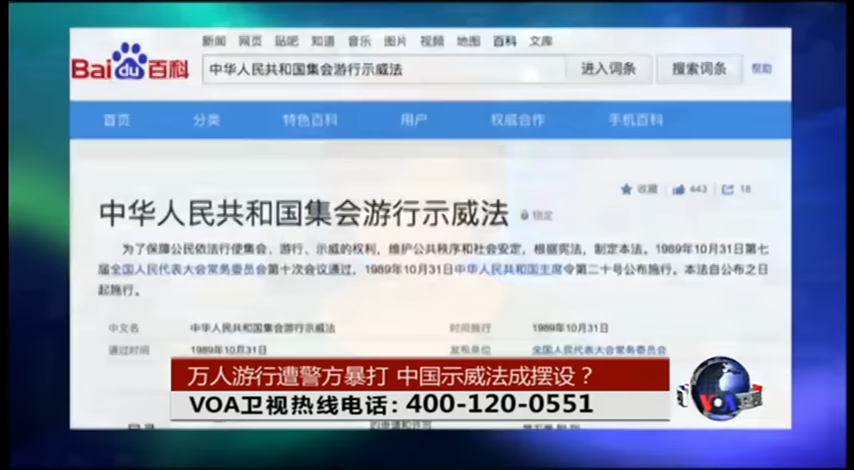 新闻 网页 贴吧 知道 音乐 图片 视频 地图 百科 文库
Bai du 百科
中华人民共和国集会游行示威法
进入词条 搜索词条 帮助
首页 分类 特色百科 用户 权威合作 手机百科
收藏 443 18
中华人民共和国集会游行示威法 锁定
为了保障公民依法行使集会、游行、示威的权利，维护公共秩序和社会安定，根据宪法，制定本法。1989年10月31日第七
届全国人民代表大会常务委员会第十次会议通过，1989年10月31日中华人民共和国主席令第二十号公布施行。本法自公布之日
起施行。
中文名 中华人民共和国集会游行示威法 时间施行 1989年10月31日
通过时间 1989年10月31日 发布单位 全国人民代表大会常务委员会
万人游行遭警方暴打 中国示威法成摆设？
VOA卫视热线电话: 400-120-0551
VOA卫视